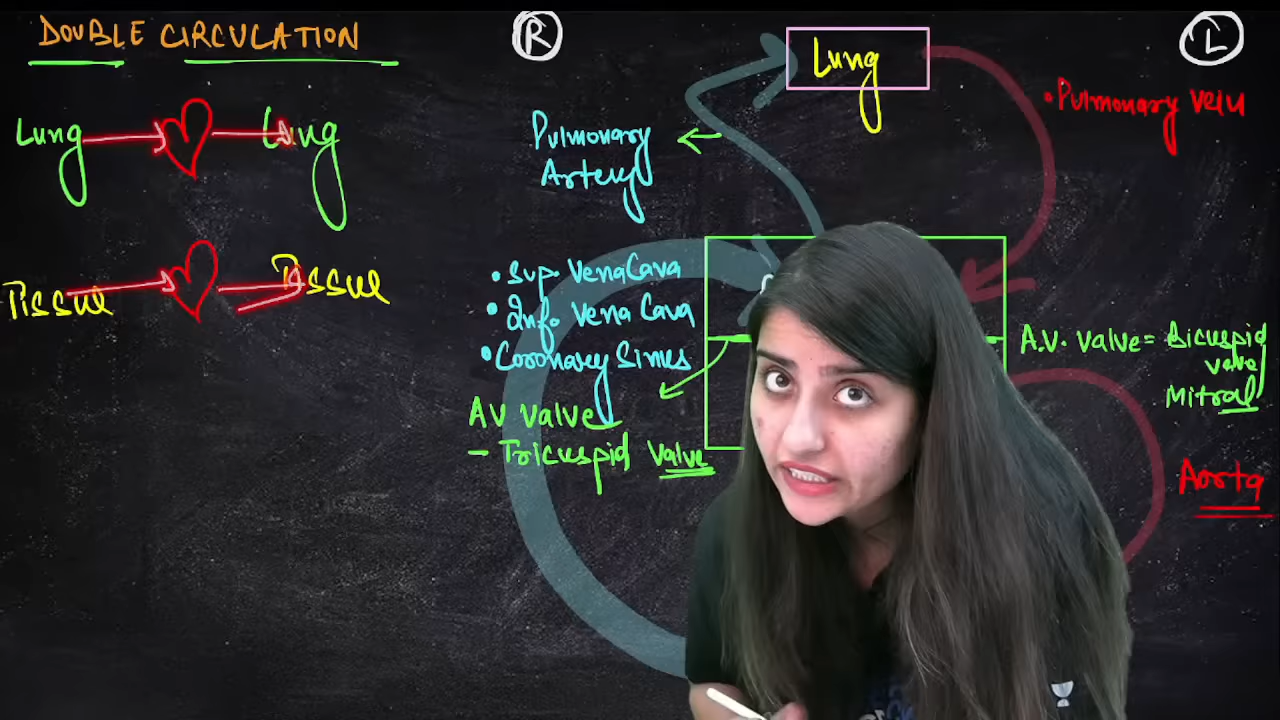 DOUBLE CIRCULATION
R
Lung
L
Lung
Lung
Pulmonary
Artery
•Pulmonary vein
Tissue
Tissue
• Sup. VenaCava
• Inf. Vena Cava
• Coronary Sinus
AV valve
- Tricuspid valve
A.V. valve = Bicuspid
valve
Mitral
Aorta